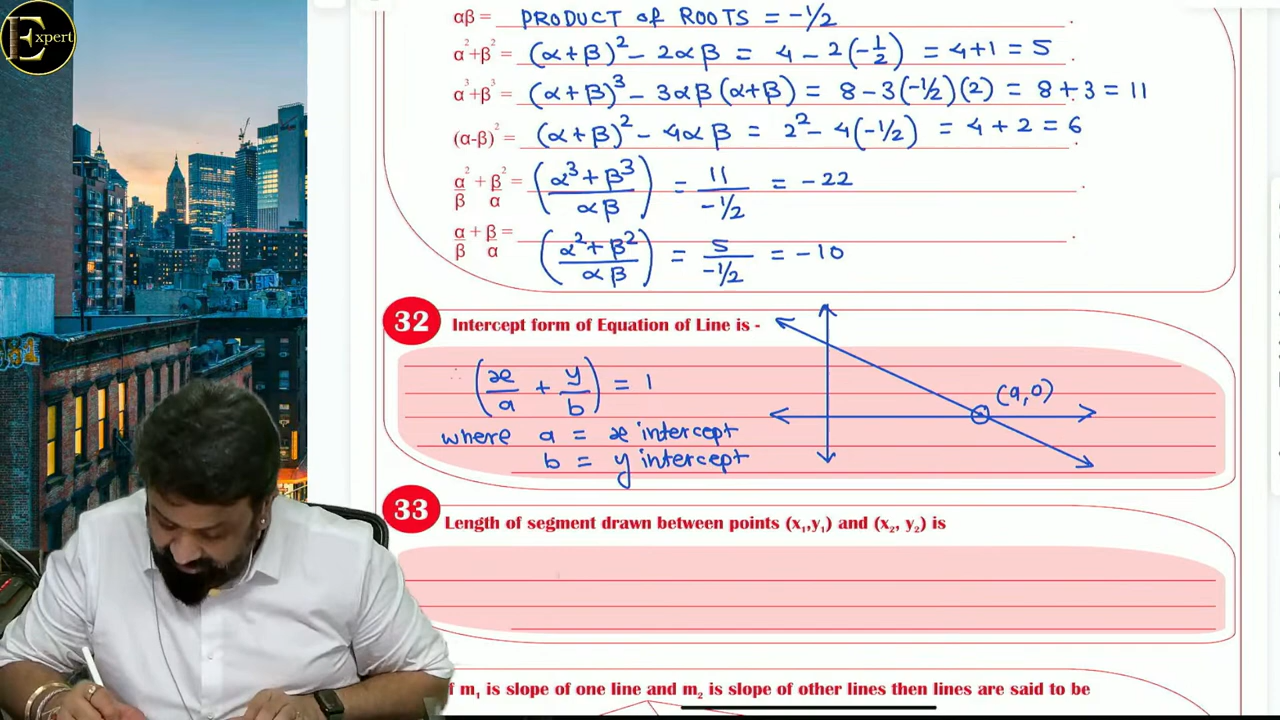 Expert
αβ = PRODUCT OF ROOTS = -1/2 .
α²+β² = (α+β)² - 2αβ = 4 - 2(-1/2) = 4+1 = 5 .
α³+β³ = (α+β)³ - 3αβ(α+β) = 8 - 3(-1/2)(2) = 8+3 = 11
(α-β)² = (α+β)² - 4αβ = 2² - 4(-1/2) = 4+2 = 6 .
α²/β + β²/α = (α³+β³/αβ) = 11/-1/2 = -22 .
α/β + β/α = (α²+β²/αβ) = 5/-1/2 = -10 .
32 Intercept form of Equation of Line is -
(x/a + y/b) = 1
(a,0)
where a = x intercept
b = y intercept
33 Length of segment drawn between points (x₁,y₁) and (x₂, y₂) is
f m₁ is slope of one line and m₂ is slope of other lines then lines are said to be